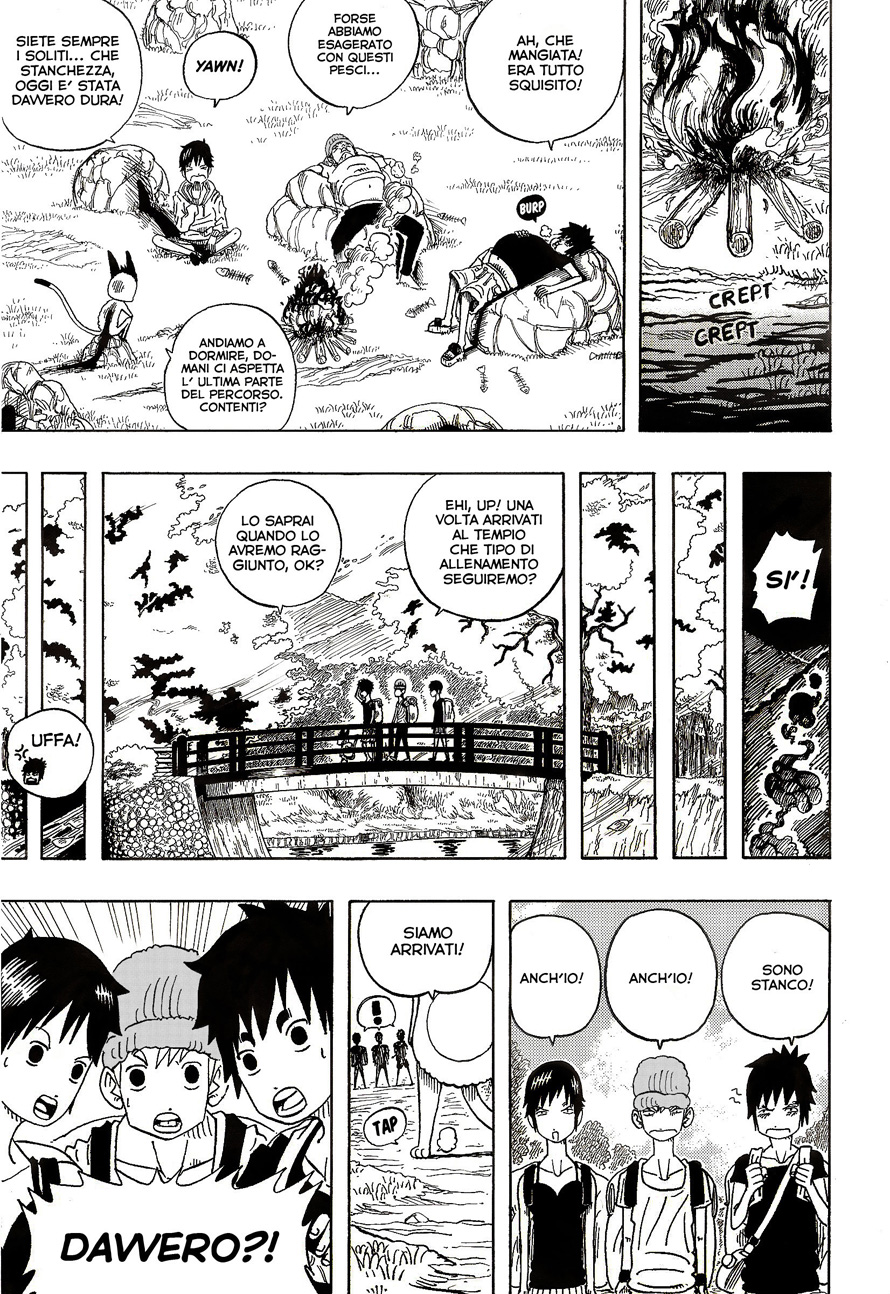 CREPT
CREPT
AH, CHE
MANGIATA!
ERA TUTTO
SQUISITO!
FORSE
ABBIAMO
ESAGERATO
CON QUESTI
PESCI...
YAWN!
SIETE SEMPRE
I SOLITI... CHE
STANCHEZZA,
OGGI E' STATA
DAVVERO DURA!
BURP
ANDIAMO A
DORMIRE, DO-
MANI CI ASPETTA
L' ULTIMA PARTE
DEL PERCORSO.
CONTENTI?
SI'!
EHI, UP! UNA
VOLTA ARRIVATI
AL TEMPIO
CHE TIPO DI
ALLENAMENTO
SEGUIREMO?
LO SAPRAI
QUANDO LO
AVREMO RAG-
GIUNTO, OK?
UFFA!
SONO
STANCO!
ANCH'IO!
ANCH'IO!
SIAMO
ARRIVATI!
!
TAP
DAVVERO?!